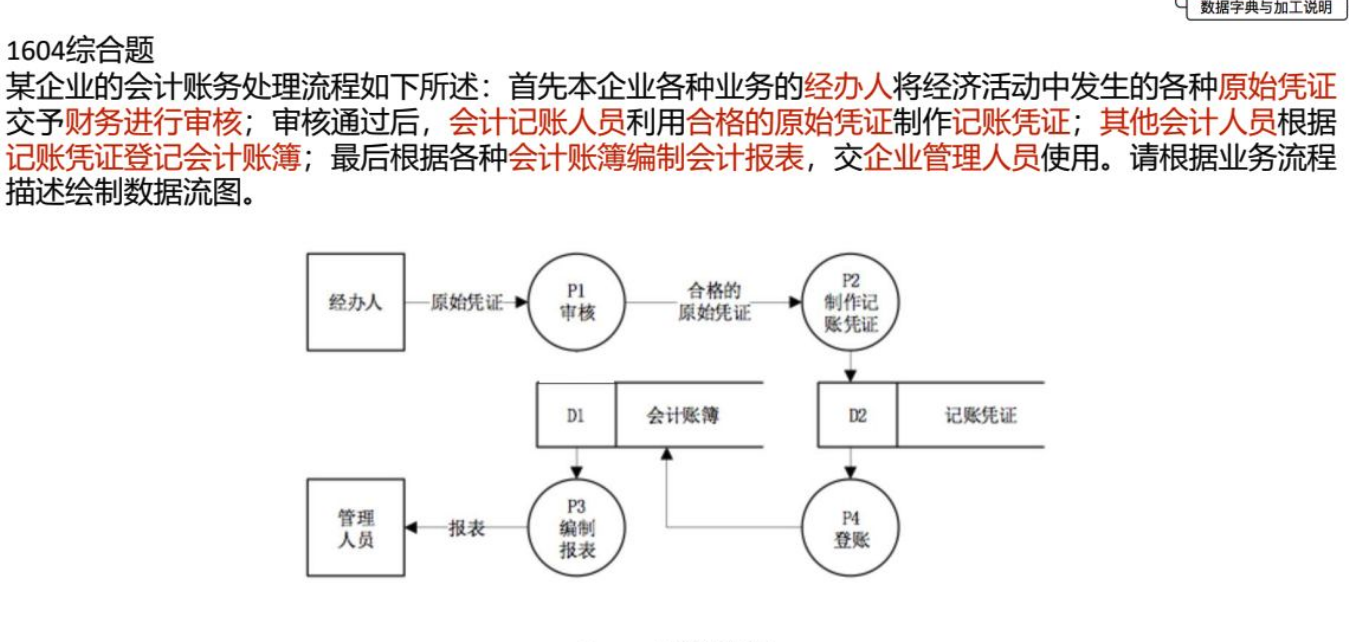 数据字典与加工说明
1604综合题
某企业的会计账务处理流程如下所述：首先本企业各种业务的经办人将经济活动中发生的各种原始凭证
交予财务进行审核；审核通过后，会计记账人员利用合格的原始凭证制作记账凭证；其他会计人员根据
记账凭证登记会计账簿；最后根据各种会计账簿编制会计报表，交企业管理人员使用。请根据业务流程
描述绘制数据流图。
经办人
原始凭证
P1
审核
合格的
原始凭证
P2
制作记
账凭证
D1
会计账簿
D2
记账凭证
管理
人员
报表
P3
编制
报表
P4
登账